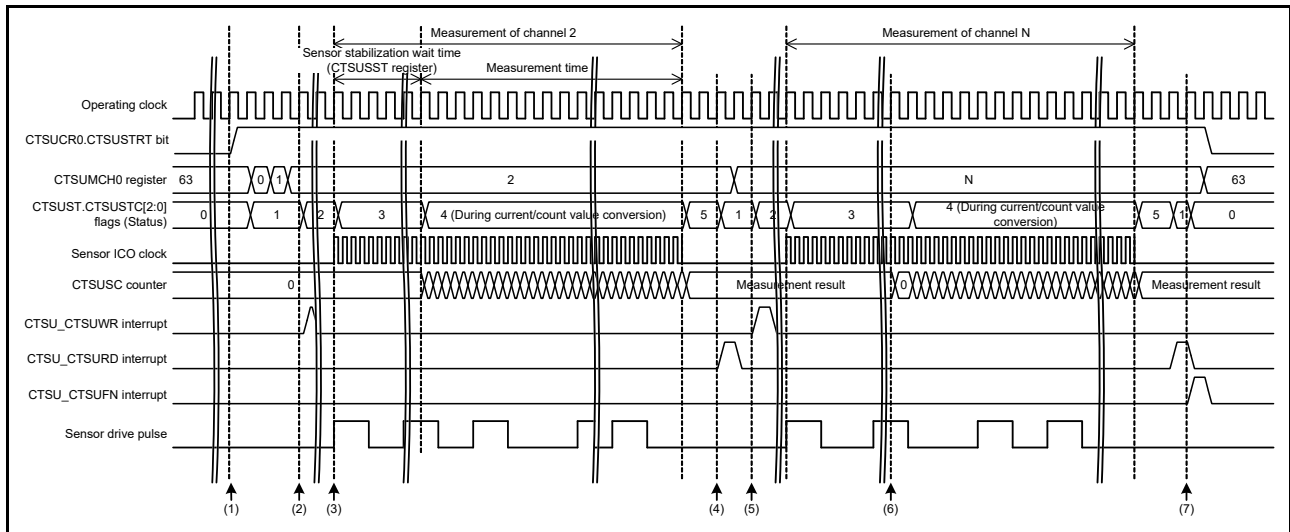 Measurement of channel 2
Measurement of channel N
Sensor stabilization wait time
(CTSUSST register)
Measurement time
Operating clock
CTSUCR0.CTSUSTRT bit
CTSUMCH0 register
63
0
1
2
N
63
CTSUST.CTSUSTC[2:0]
flags (Status)
0
1
2
3
4 (During current/count value conversion)
5
1
2
3
4 (During current/count value
conversion)
5
1
0
Sensor ICO clock
CTSUSC counter
0
Measurement result
0
Measurement result
CTSU_CTSUWR interrupt
CTSU_CTSURD interrupt
CTSU_CTSUFN interrupt
Sensor drive pulse
(1)
(2)
(3)
(4)
(5)
(6)
(7)